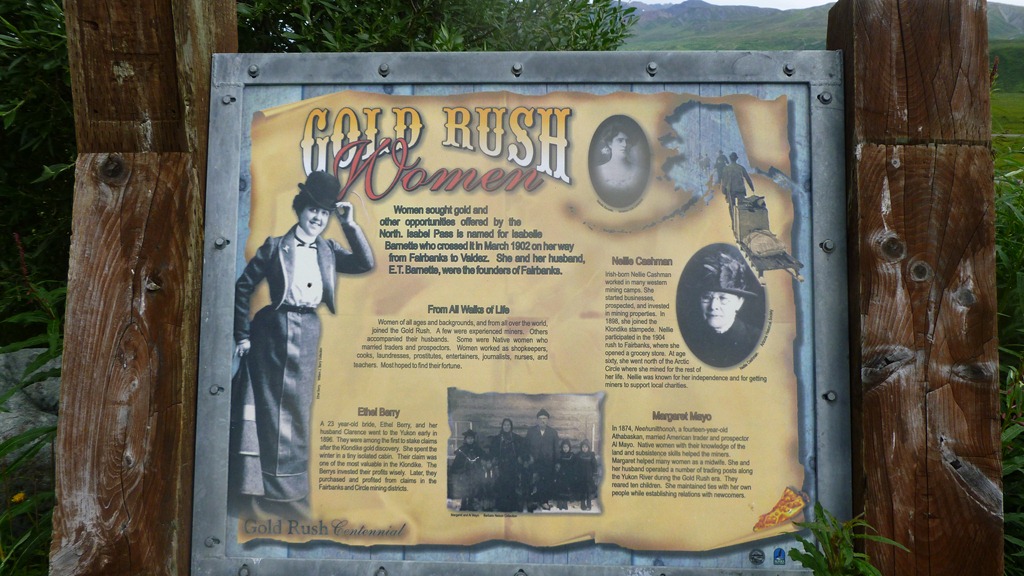 GOLD RUSH
Women
Women sought gold and
other opportunities offered by the
North. Isabel Pass is named for Isabelle
Barnette who crossed it in March 1902 on her way
from Fairbanks to Valdez. She and her husband,
E.T. Barnette, were the founders of Fairbanks.
From All Walks of Life
Women of all ages and backgrounds, and from all over the world,
joined the Gold Rush. A few were experienced miners. Others
accompanied their husbands. Some were Native women who
married traders and prospectors. Women worked as shopkeepers,
cooks, laundresses, prostitutes, entertainers, journalists, nurses, and
teachers. Most hoped to find their fortune.
Nellie Cashman
Irish-born Nellie Cashman
worked in many western
mining camps. She
started businesses,
prospected, and invested
in mining properties. In
1898, she joined the
Klondike stampede. Nellie
participated in the 1904
rush to Fairbanks, where she
opened a grocery store. At age
sixty, she went north of the Arctic
Circle where she mined for the rest of
her life. Nellie was known for her independence and for getting
miners to support local charities.
Ethel Berry
A 23 year-old bride, Ethel Berry, and her
husband Clarence went to the Yukon early in
1896. They were among the first to stake claims
after the Klondike gold discovery. She spent the
winter in a tiny isolated cabin. Their claim was
one of the most valuable in the Klondike. The
Berrys invested their profits wisely. Later, they
purchased and profited from claims in the
Fairbanks and Circle mining districts.
Margaret Mayo
In 1874, Neehunilthonoh, a fourteen-year-old
Athabaskan, married American trader and prospector
Al Mayo. Native women with their knowledge of the
land and subsistence skills helped the miners.
Margaret helped many women as a midwife. She and
her husband operated a number of trading posts along
the Yukon River during the Gold Rush era. They
reared ten children. She maintained ties with her own
people while establishing relations with newcomers.
Margaret and Al Mayo
Gold Rush Centennial